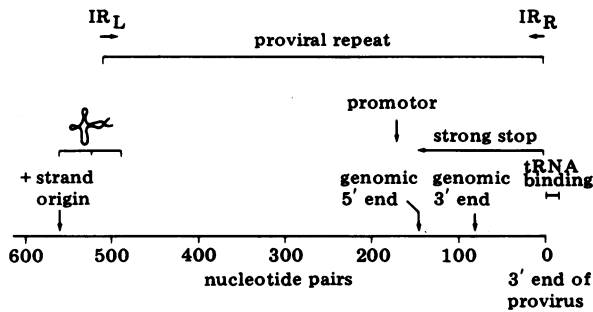 IRL IRR
proviral repeat
promotor
strong stop
tRNA
binding
+ strand
origin
genomic
5' end
genomic
3' end
600 500 400 300 200 100 0
nucleotide pairs
3' end of
provirus